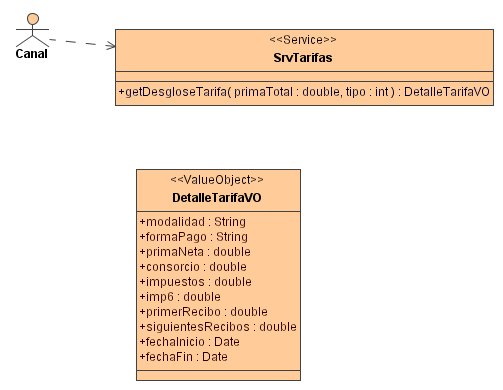 Canal
<<Service>>
SrvTarifas
+getDesgloseTarifa( primaTotal : double, tipo : int ) : DetalleTarifaVO
<<ValueObject>>
DetalleTarifaVO
+modalidad : String
+formaPago : String
+primaNeta : double
+consorcio : double
+impuestos : double
+imp6 : double
+primerRecibo : double
+siguientesRecibos : double
+fechaInicio : Date
+fechaFin : Date